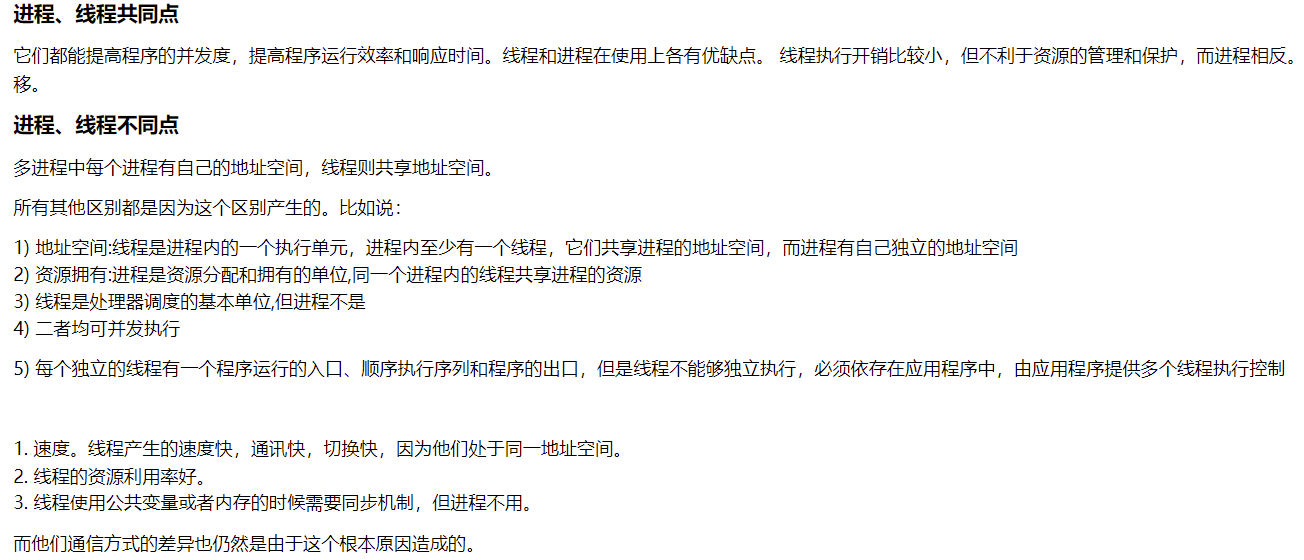 进程、线程共同点
它们都能提高程序的并发度，提高程序运行效率和响应时间。线程和进程在使用上各有优缺点。 线程执行开销比较小，但不利于资源的管理和保护，而进程相反。
移。
进程、线程不同点
多进程中每个进程有自己的地址空间，线程则共享地址空间。
所有其他区别都是因为这个区别产生的。比如说：
1) 地址空间:线程是进程内的一个执行单元，进程内至少有一个线程，它们共享进程的地址空间，而进程有自己独立的地址空间
2) 资源拥有:进程是资源分配和拥有的单位,同一个进程内的线程共享进程的资源
3) 线程是处理器调度的基本单位,但进程不是
4) 二者均可并发执行
5) 每个独立的线程有一个程序运行的入口、顺序执行序列和程序的出口，但是线程不能够独立执行，必须依存在应用程序中，由应用程序提供多个线程执行控制
1. 速度。线程产生的速度快，通讯快，切换快，因为他们处于同一地址空间。
2. 线程的资源利用率好。
3. 线程使用公共变量或者内存的时候需要同步机制，但进程不用。
而他们通信方式的差异也仍然是由于这个根本原因造成的。